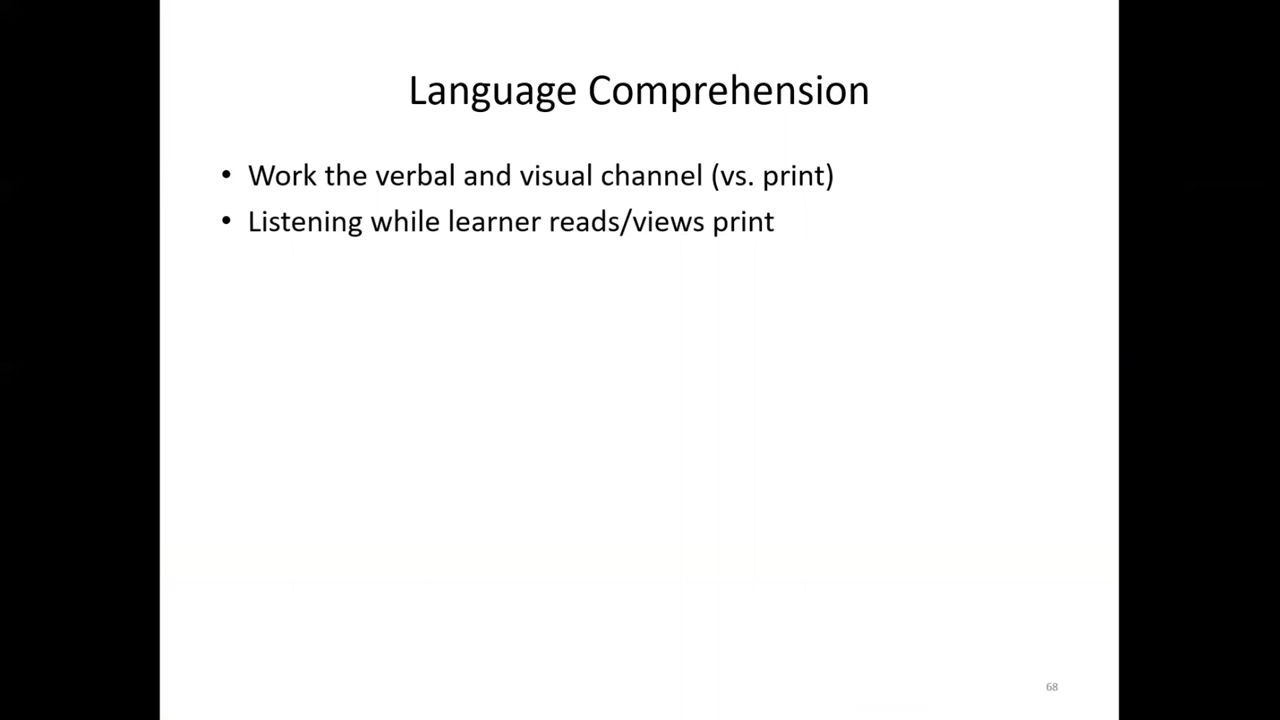 Language Comprehension
• Work the verbal and visual channel (vs. print)
• Listening while learner reads/views print
68